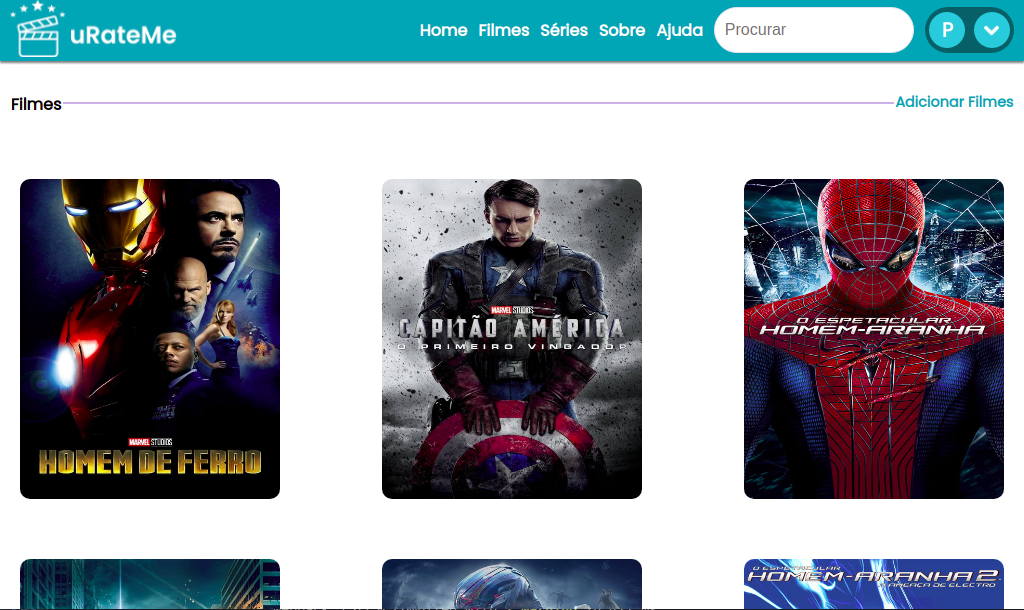 uRateMe
Home Filmes Séries Sobre Ajuda Procurar P
Filmes Adicionar Filmes
MARVEL STUDIOS
HOMEM DE FERRO
MARVEL STUDIOS
CAPITÃO AMÉRICA
O PRIMEIRO VINGADOR
O ESPETACULAR
HOMEM-ARANHA
O ESPETACULAR
HOMEM-ARANHA 2
A AMEAÇA DE ELECTRO